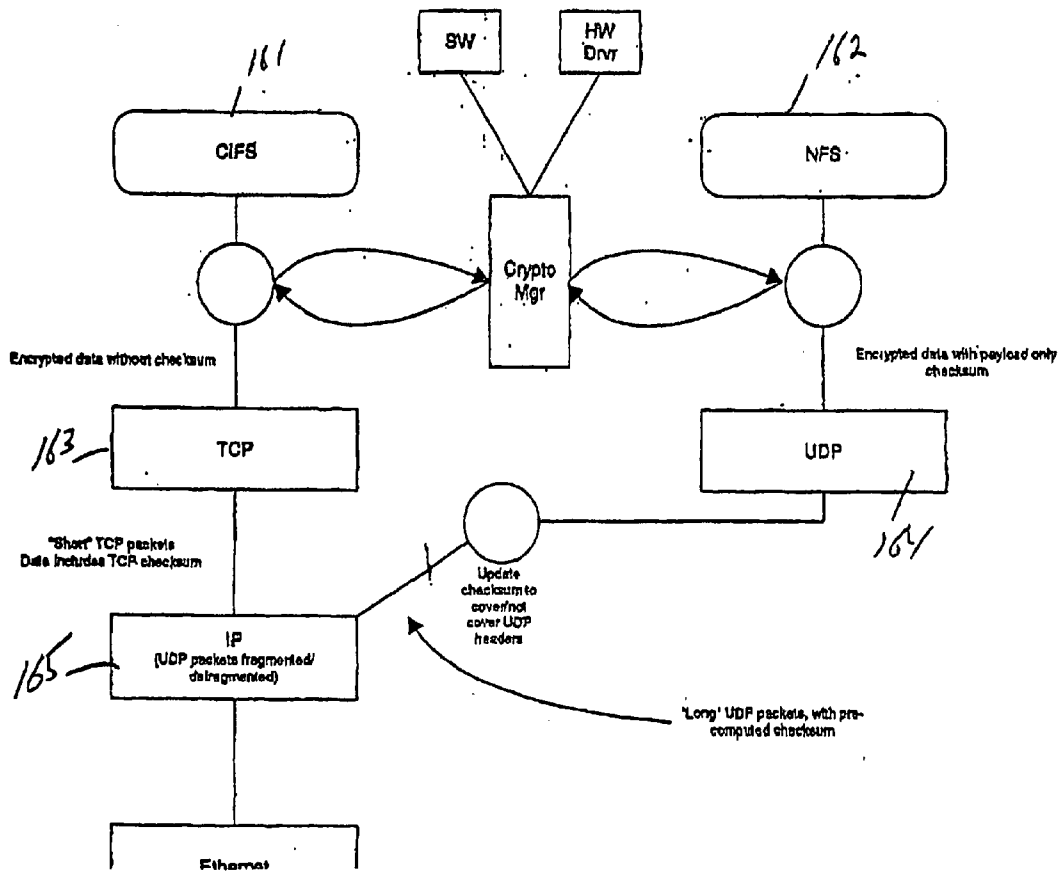 161
SW
HW
Drvr
162
CIFS
NFS
Crypto
Mgr
Encrypted data without checksum
Encrypted data with payload only
checksum
163
TCP
UDP
164
"Short" TCP packets
Data includes TCP checksum
Update
checksum to
cover/not
cover UDP
headers
165
IP
(UDP packets fragmented/
defragmented)
"Long" UDP packets, with pre-
computed checksum
Ethernet